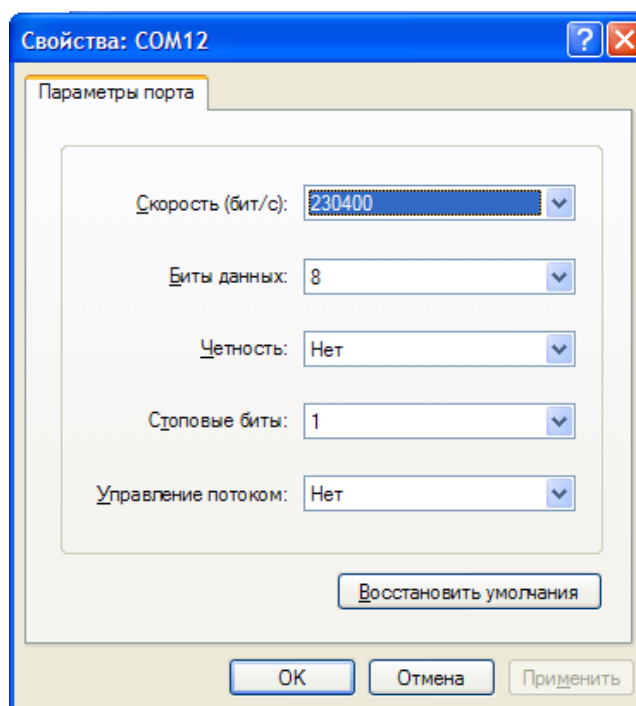 Свойства: COM12
Параметры порта
Скорость (бит/с): 230400
Биты данных: 8
Четность: Нет
Стоповые биты: 1
Управление потоком: Нет
Восстановить умолчания
OK Отмена Применить